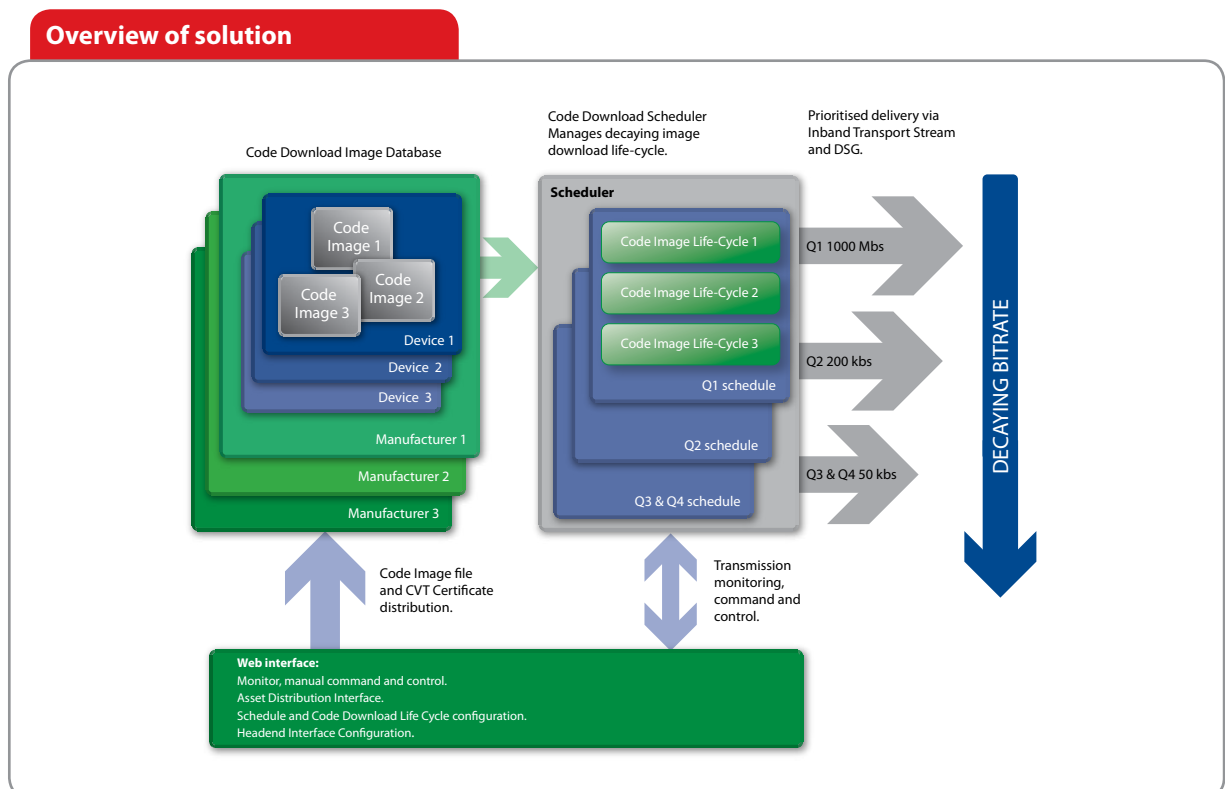 Overview of solution
Code Download Image Database
Code Download Scheduler
Manages decaying image
download life-cycle.
Prioritised delivery via
Inband Transport Stream
and DSG.
Code
Image 1
Code
Image 2
Code
Image 3
Device 1
Device 2
Device 3
Manufacturer 1
Manufacturer 2
Manufacturer 3
Scheduler
Code Image Life-Cycle 1
Code Image Life-Cycle 2
Code Image Life-Cycle 3
Q1 schedule
Q2 schedule
Q3 & Q4 schedule
Q1 1000 Mbs
Q2 200 kbs
Q3 & Q4 50 kbs
DECAYING BITRATE
Code Image file
and CVT Certificate
distribution.
Transmission
monitoring,
command and
control.
Web interface:
Monitor, manual command and control.
Asset Distribution Interface.
Schedule and Code Download Life Cycle configuration.
Headend Interface Configuration.